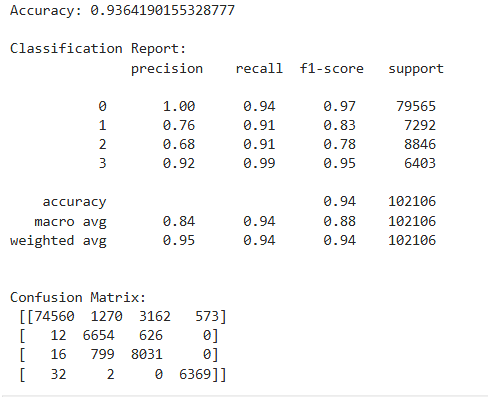 Accuracy: 0.9364190155328777
Classification Report:
precision recall f1-score support
0 1.00 0.94 0.97 79565
1 0.76 0.91 0.83 7292
2 0.68 0.91 0.78 8846
3 0.92 0.99 0.95 6403
accuracy 0.94 102106
macro avg 0.84 0.94 0.88 102106
weighted avg 0.95 0.94 0.94 102106
Confusion Matrix:
[[74560 1270 3162 573]
[ 12 6654 626 0]
[ 16 799 8031 0]
[ 32 2 0 6369]]